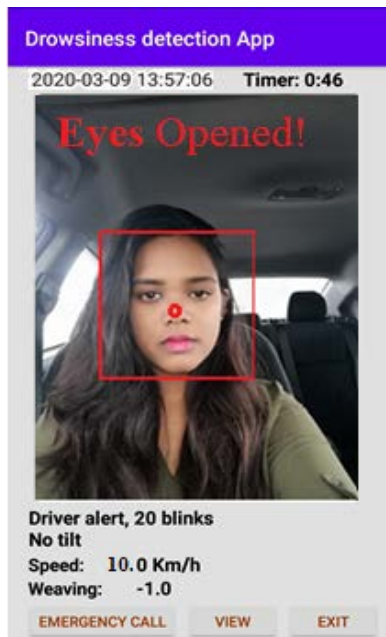 Drowsiness detection App
2020-03-09 13:57:06 Timer: 0:46
Eyes Opened!
Driver alert, 20 blinks
No tilt
Speed: 10.0 Km/h
Weaving: -1.0
EMERGENCY CALL VIEW EXIT